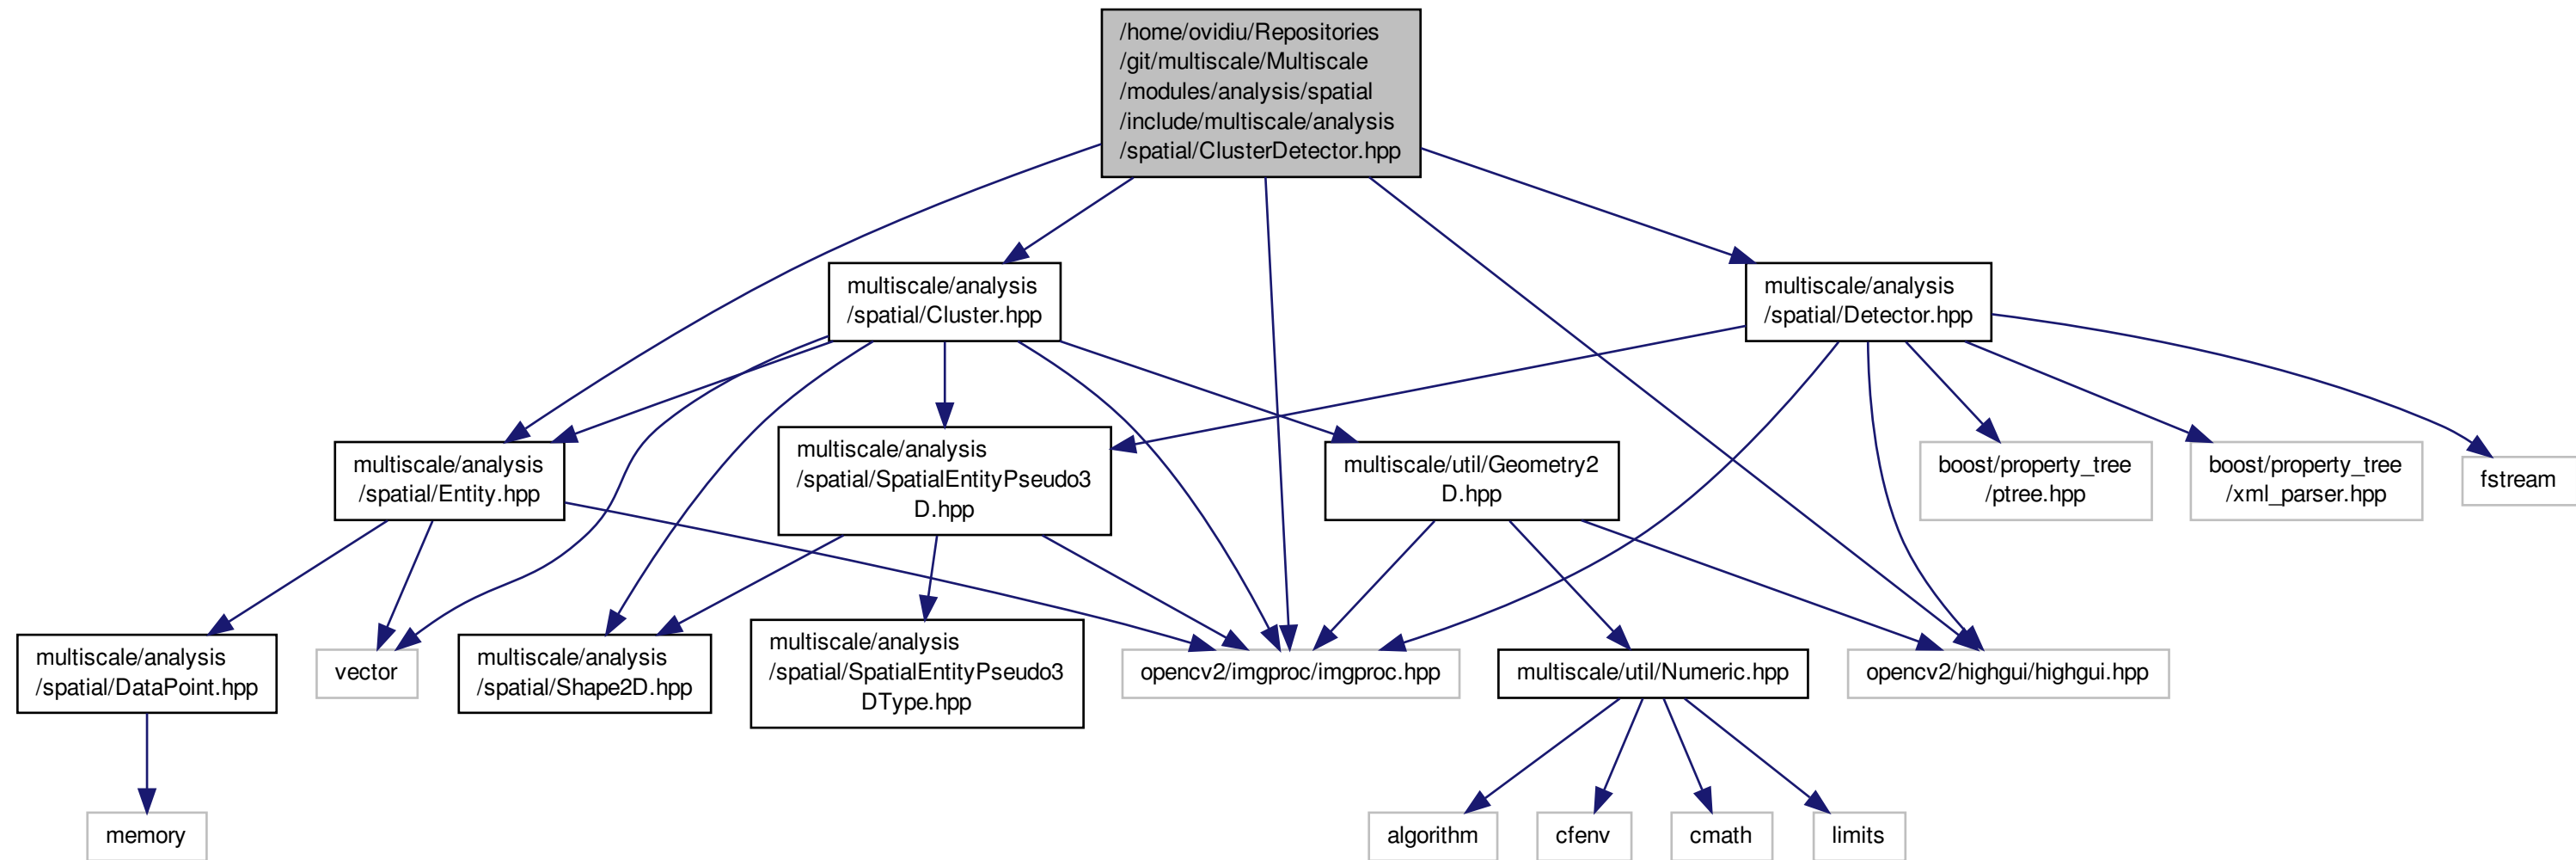 /home/ovidiu/Repositories
/git/multiscale/Multiscale
/modules/analysis/spatial
/include/multiscale/analysis
/spatial/ClusterDetector.hpp
multiscale/analysis
/spatial/Cluster.hpp
multiscale/analysis
/spatial/Detector.hpp
multiscale/analysis
/spatial/Entity.hpp
multiscale/analysis
/spatial/SpatialEntityPseudo3
D.hpp
multiscale/util/Geometry2
D.hpp
boost/property_tree
/ptree.hpp
boost/property_tree
/xml_parser.hpp
fstream
multiscale/analysis
/spatial/DataPoint.hpp
vector
multiscale/analysis
/spatial/Shape2D.hpp
multiscale/analysis
/spatial/SpatialEntityPseudo3
DType.hpp
opencv2/imgproc/imgproc.hpp
multiscale/util/Numeric.hpp
opencv2/highgui/highgui.hpp
memory
algorithm
cfenv
cmath
limits